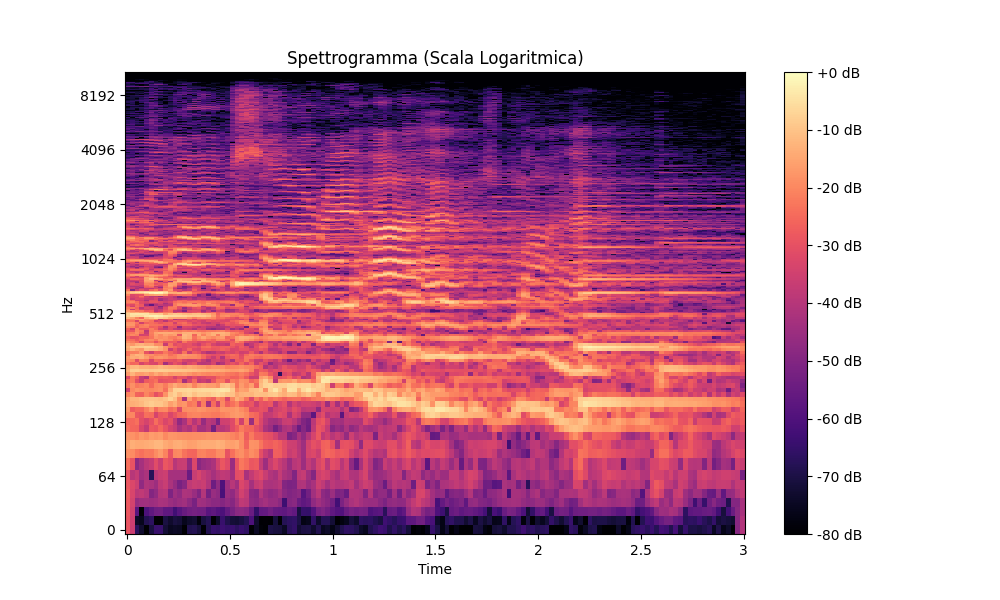 Spettrogramma (Scala Logaritmica)
8192
4096
2048
1024
512
256
128
64
0
Hz
0
0.5
1
1.5
2
2.5
3
Time
+0 dB
-10 dB
-20 dB
-30 dB
-40 dB
-50 dB
-60 dB
-70 dB
-80 dB